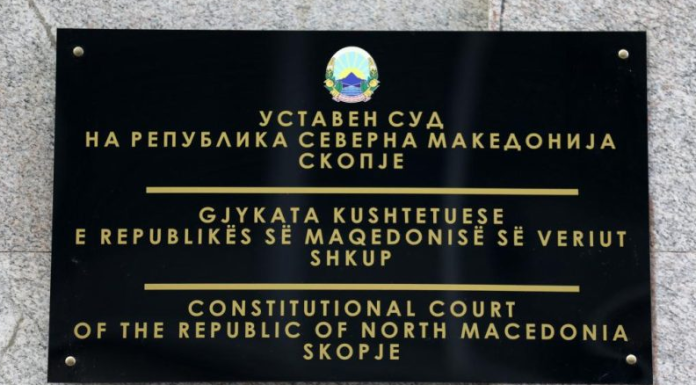 УСТАВЕН СУД
НА РЕПУБЛИКА СЕВЕРНА МАКЕДОНИЈА
СКОПЈЕ
GJYKATA KUSHTETUESE
E REPUBLIKËS SË MAQEDONISË SË VERIUT
SHKUP
CONSTITUTIONAL COURT
OF THE REPUBLIC OF NORTH MACEDONIA
SKOPJE